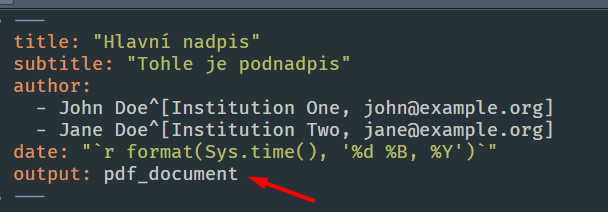 ---
title: "Hlavní nadpis"
subtitle: "Tohle je podnadpis"
author:
  - John Doe^[Institution One, john@example.org]
  - Jane Doe^[Institution Two, jane@example.org]
date: "`r format(Sys.time(), '%d %B, %Y')`"
output: pdf_document
---